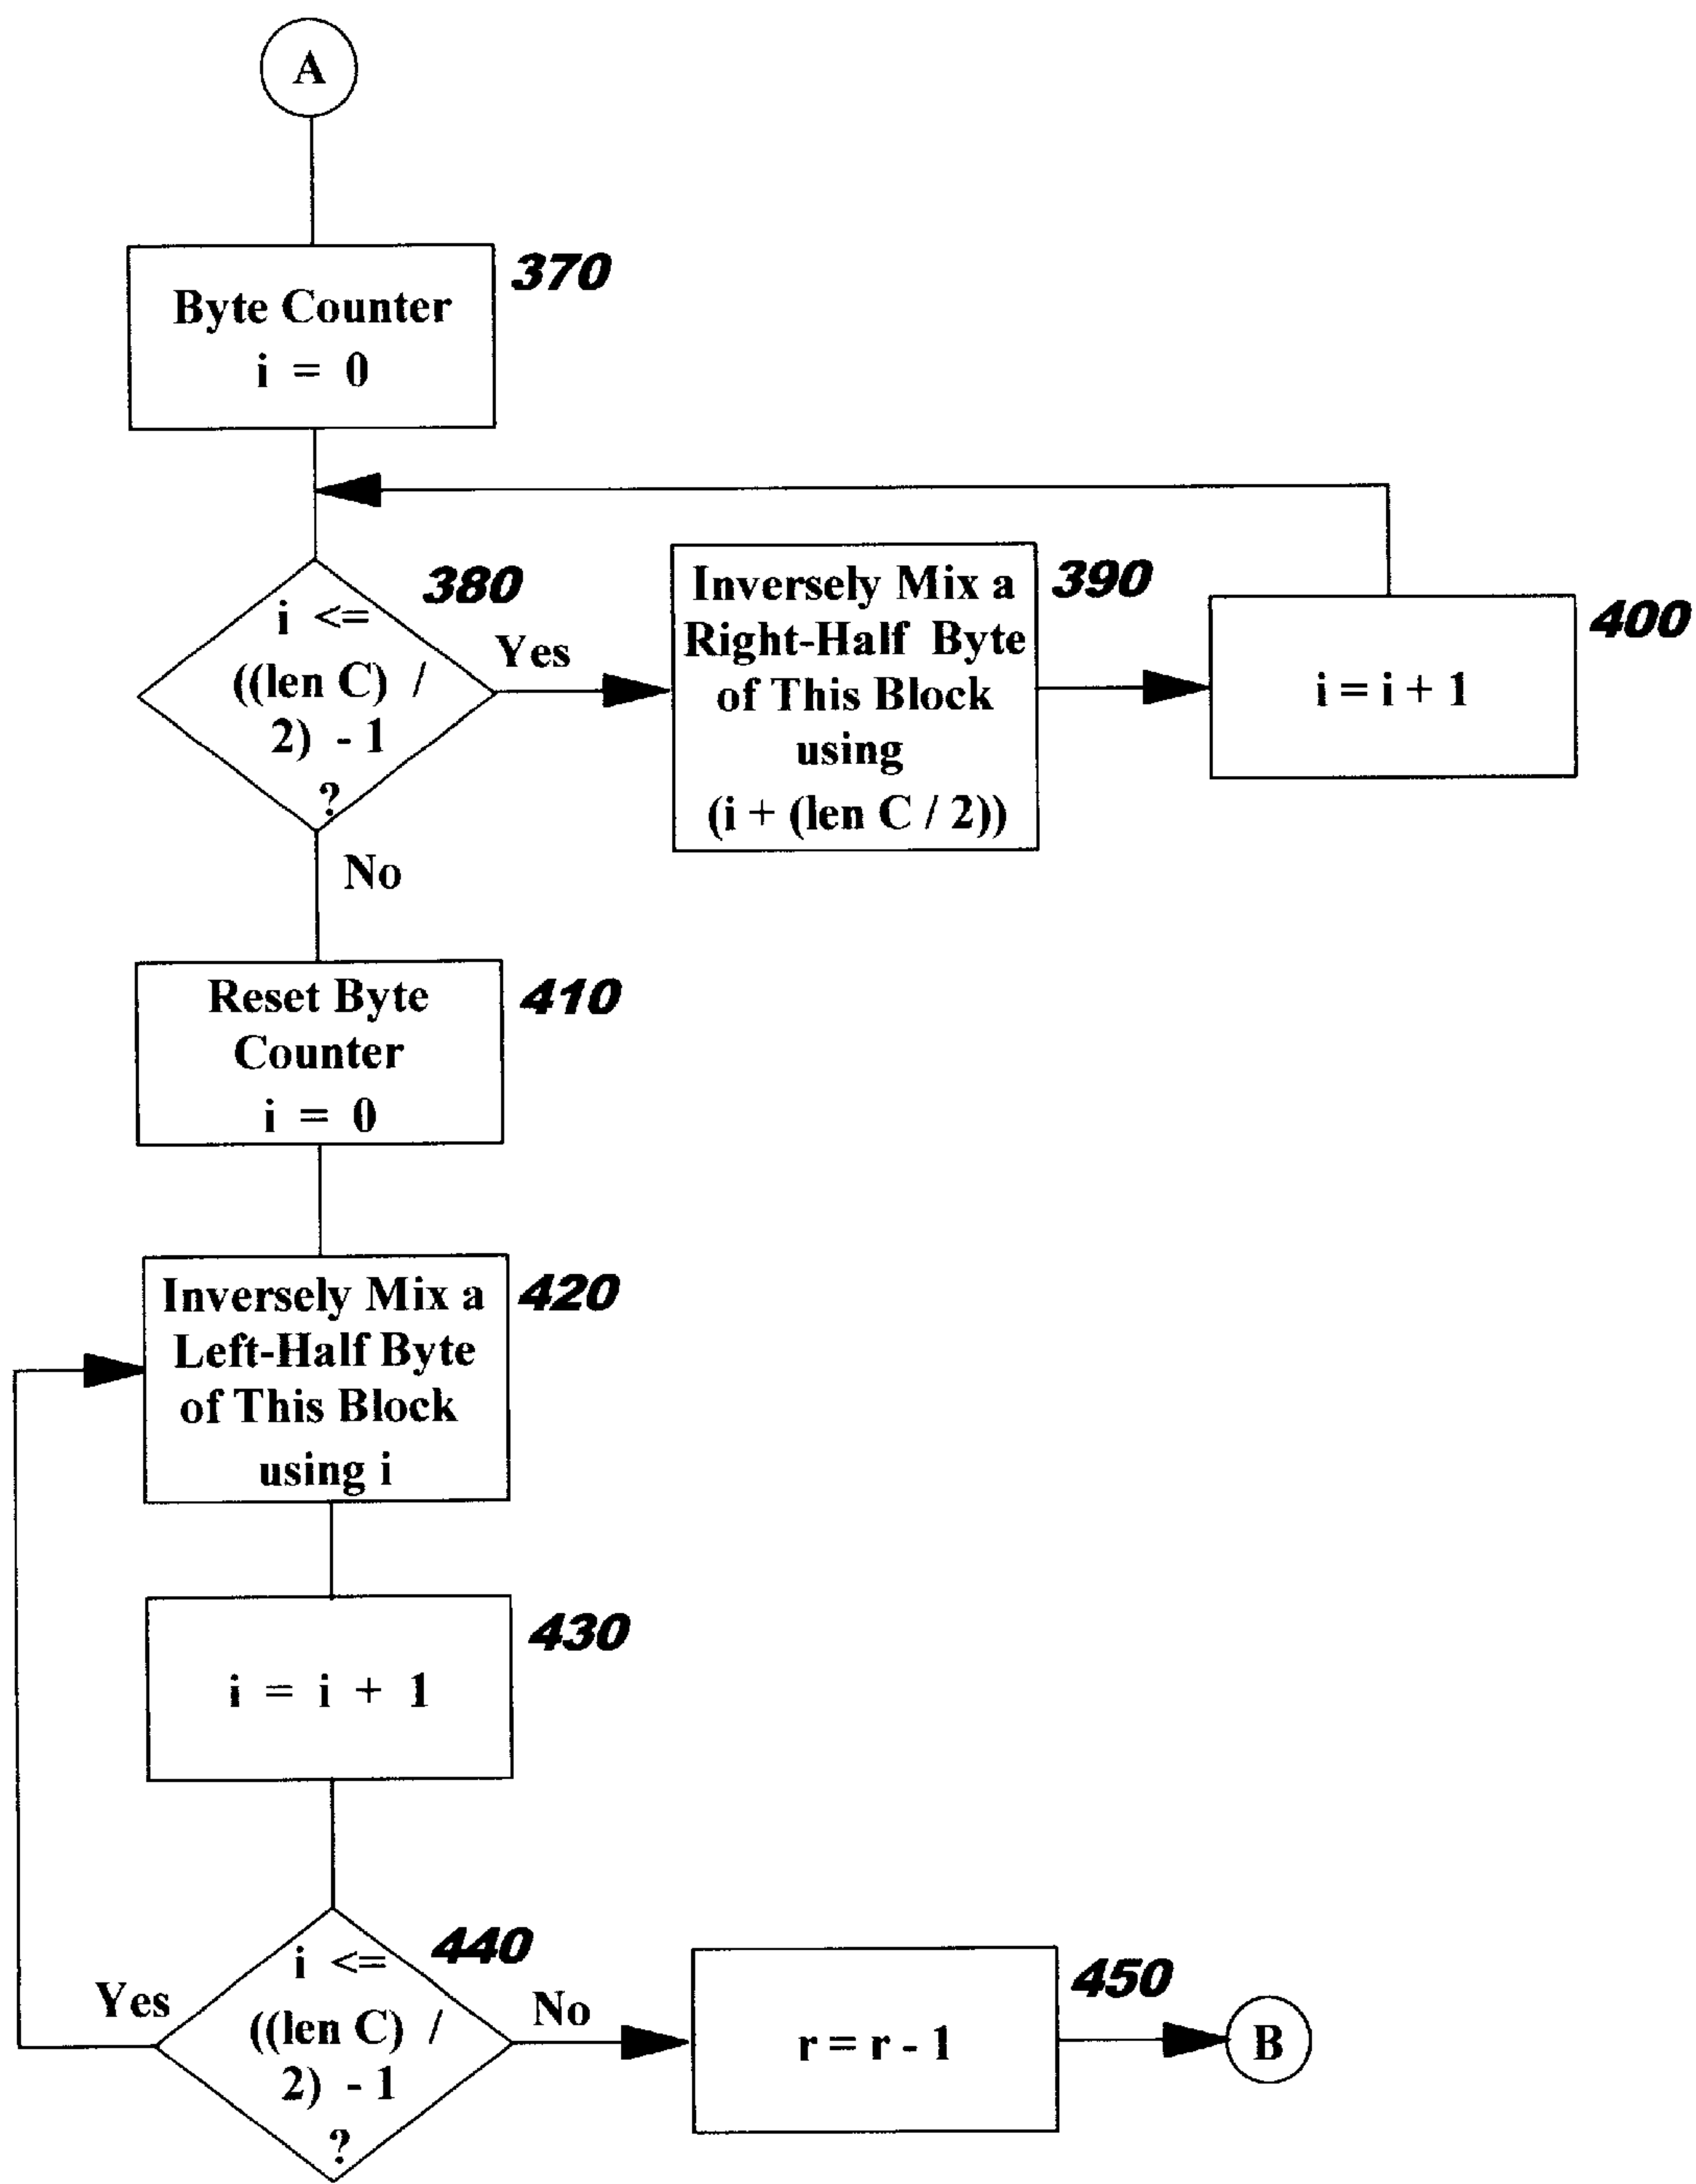 A
370
Byte Counter
i = 0
380
i <=
((len C) /
2) - 1
?
Yes
390
Inversely Mix a
Right-Half Byte
of This Block
using
(i + (len C / 2))
400
i = i + 1
No
410
Reset Byte
Counter
i = 0
420
Inversely Mix a
Left-Half Byte
of This Block
using i
430
i = i + 1
440
i <=
((len C) /
2) - 1
?
Yes
No
450
r = r - 1
B